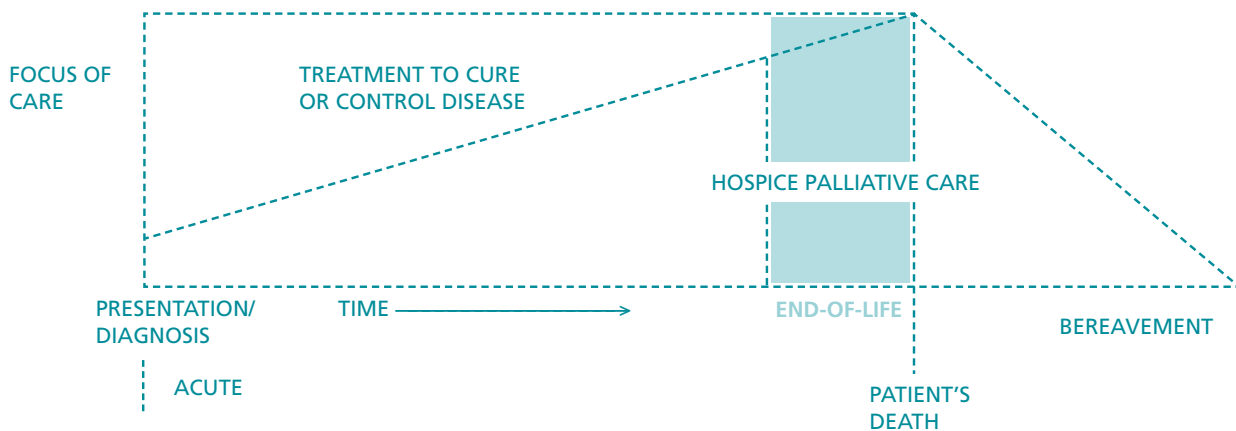 FOCUS OF
CARE
TREATMENT TO CURE
OR CONTROL DISEASE
HOSPICE PALLIATIVE CARE
PRESENTATION/
DIAGNOSIS
TIME
END-OF-LIFE
BEREAVEMENT
ACUTE
PATIENT'S
DEATH